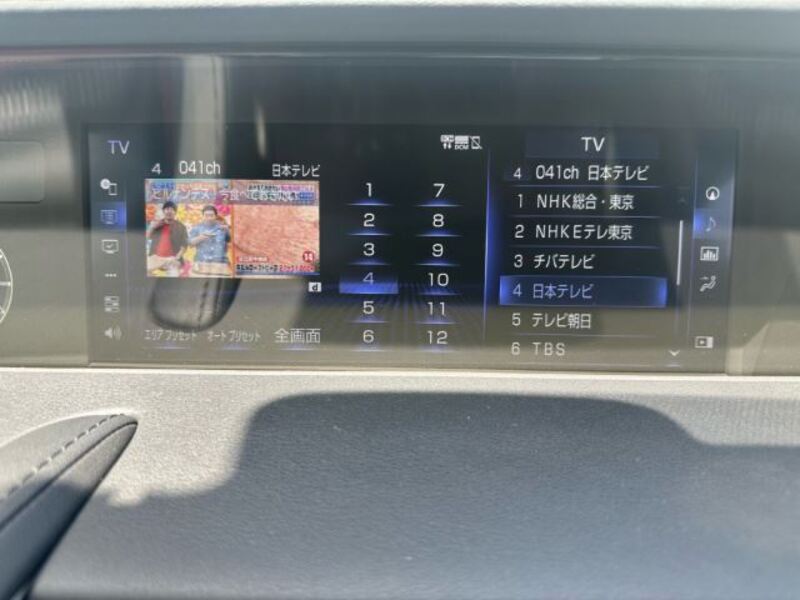 TV
4 041ch 日本テレビ
エリアプリセット オートプリセット 全画面
1 7
2 8
3 9
4 10
5 11
6 12
DCM
TV
4 041ch 日本テレビ
1 NHK総合・東京
2 NHKEテレ東京
3 チバテレビ
4 日本テレビ
5 テレビ朝日
6 TBS